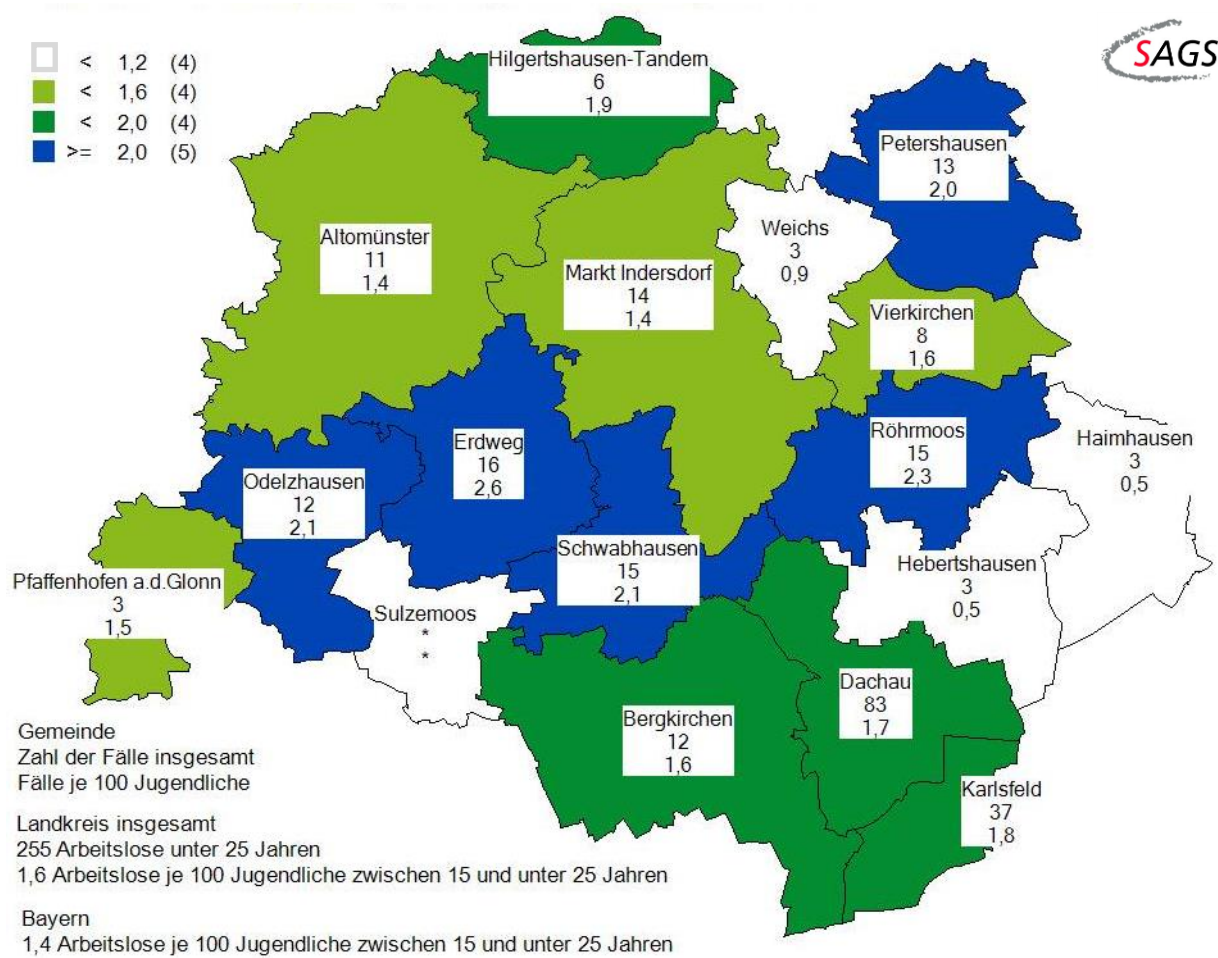 SAGS
< 1,2 (4)
< 1,6 (4)
< 2,0 (4)
>= 2,0 (5)
Hilgertshausen-Tandern
6
1,9
Petershausen
13
2,0
Altomünster
11
1,4
Weichs
3
0,9
Markt Indersdorf
14
1,4
Vierkirchen
8
1,6
Erdweg
16
2,6
Röhrmoos
15
2,3
Haimhausen
3
0,5
Odelzhausen
12
2,1
Schwabhausen
15
2,1
Hebertshausen
3
0,5
Pfaffenhofen a.d.Glonn
3
1,5
Sulzemoos
*
*
Dachau
83
1,7
Bergkirchen
12
1,6
Karlsfeld
37
1,8
Gemeinde
Zahl der Fälle insgesamt
Fälle je 100 Jugendliche
Landkreis insgesamt
255 Arbeitslose unter 25 Jahren
1,6 Arbeitslose je 100 Jugendliche zwischen 15 und unter 25 Jahren
Bayern
1,4 Arbeitslose je 100 Jugendliche zwischen 15 und unter 25 Jahren